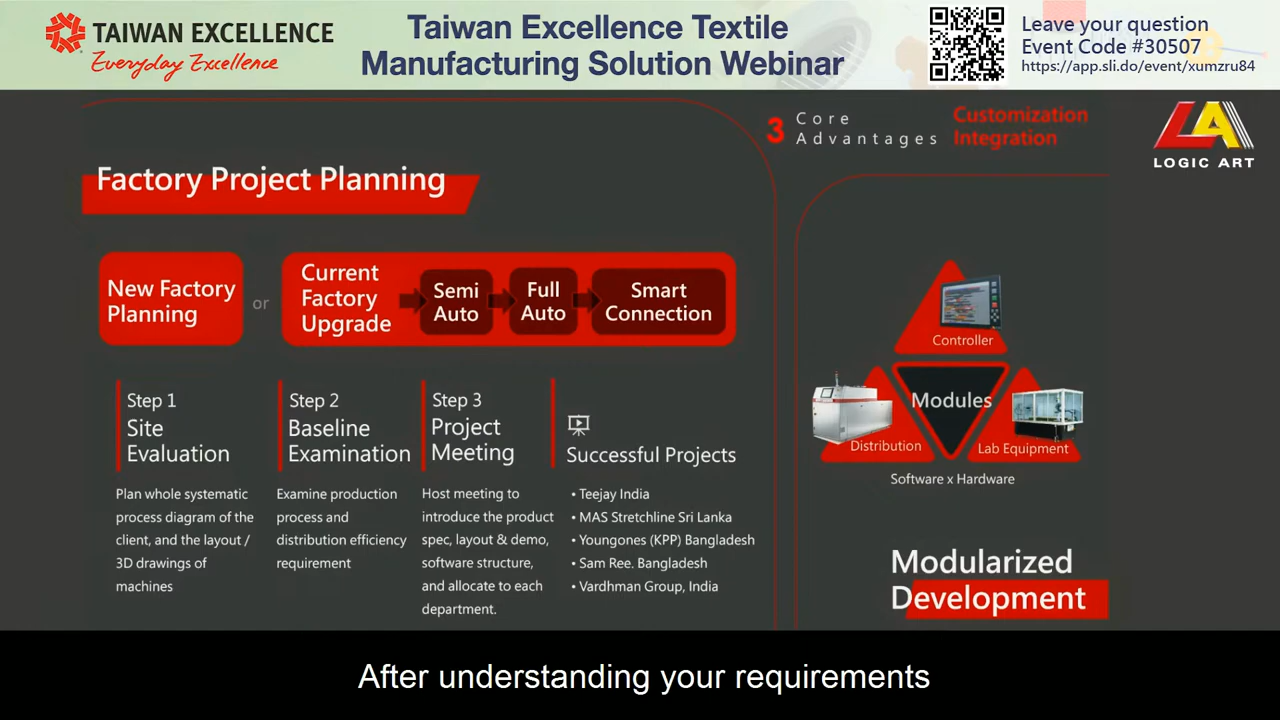 TAIWAN EXCELLENCE
Everyday Excellence
Taiwan Excellence Textile
Manufacturing Solution Webinar
Leave your question
Event Code #30507
https://app.sli.do/event/xumzru84
3 Core
Advantages
Customization
Integration
LA
LOGIC ART
Factory Project Planning
New Factory
Planning
or
Current
Factory
Upgrade
Semi
Auto
Full
Auto
Smart
Connection
Step 1
Site
Evaluation
Plan whole systematic
process diagram of the
client, and the layout /
3D drawings of
machines
Step 2
Baseline
Examination
Examine production
process and
distribution efficiency
requirement
Step 3
Project
Meeting
Host meeting to
introduce the product
spec, layout & demo,
software structure,
and allocate to each
department.
Successful Projects
• Teejay India
• MAS Stretchline Sri Lanka
• Youngones (KPP) Bangladesh
• Sam Ree. Bangladesh
• Vardhman Group, India
Controller
Modules
Distribution
Lab Equipment
Software x Hardware
Modularized
Development
After understanding your requirements